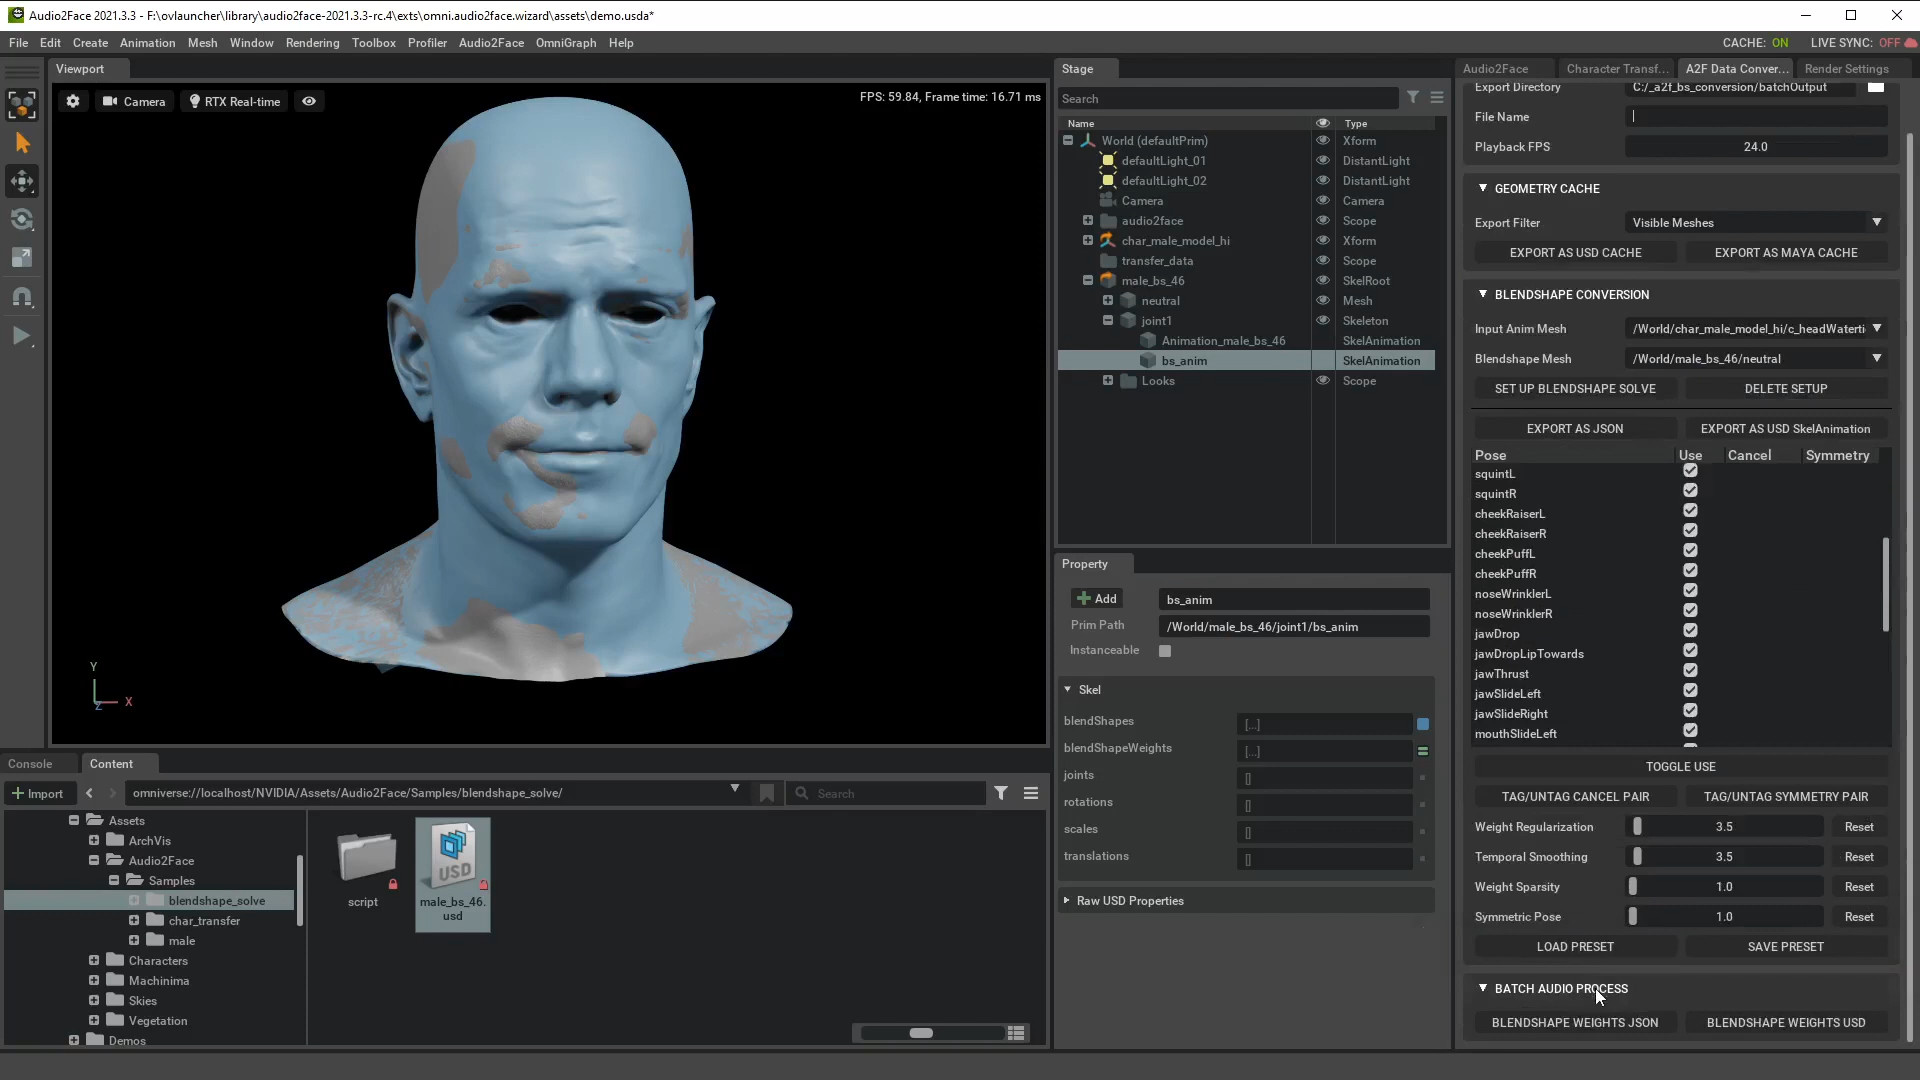 Audio2Face 2021.3.3 - F:\ovlauncher\library\audio2face-2021.3.3-rc.4\exts\omni.audio2face.wizard\assets\demo.usda*
File Edit Create Animation Mesh Window Rendering Toolbox Profiler Audio2Face OmniGraph Help
CACHE: ON LIVE SYNC: OFF
Viewport
Camera RTX Real-time
FPS: 59.84, Frame time: 16.71 ms
Y
X
Z
Console Content
Import
omniverse://localhost/NVIDIA/Assets/Audio2Face/Samples/blendshape_solve/
Search
Assets
ArchVis
Audio2Face
Samples
blendshape_solve
char_transfer
male
Characters
Machinima
Skies
Vegetation
Demos
script
USD
male_bs_46.
usd
Stage
Search
Name Type
World (defaultPrim) Xform
defaultLight_01 DistantLight
defaultLight_02 DistantLight
Camera Camera
audio2face Scope
char_male_model_hi Xform
transfer_data Scope
male_bs_46 SkelRoot
neutral Mesh
joint1 Skeleton
Animation_male_bs_46 SkelAnimation
bs_anim SkelAnimation
Looks Scope
Property
Add bs_anim
Prim Path /World/male_bs_46/joint1/bs_anim
Instanceable
Skel
blendShapes [...]
blendShapeWeights [...]
joints []
rotations []
scales []
translations []
Raw USD Properties
Audio2Face Character Transf... A2F Data Conver... Render Settings
Export Directory C:/_a2f_bs_conversion/batchOutput
File Name
Playback FPS 24.0
GEOMETRY CACHE
Export Filter Visible Meshes
EXPORT AS USD CACHE EXPORT AS MAYA CACHE
BLENDSHAPE CONVERSION
Input Anim Mesh /World/char_male_model_hi/c_headWaterti
Blendshape Mesh /World/male_bs_46/neutral
SET UP BLENDSHAPE SOLVE DELETE SETUP
EXPORT AS JSON EXPORT AS USD SkelAnimation
Pose Use Cancel Symmetry
squintL
squintR
cheekRaiserL
cheekRaiserR
cheekPuffL
cheekPuffR
noseWrinklerL
noseWrinklerR
jawDrop
jawDropLipTowards
jawThrust
jawSlideLeft
jawSlideRight
mouthSlideLeft
TOGGLE USE
TAG/UNTAG CANCEL PAIR TAG/UNTAG SYMMETRY PAIR
Weight Regularization 3.5 Reset
Temporal Smoothing 3.5 Reset
Weight Sparsity 1.0 Reset
Symmetric Pose 1.0 Reset
LOAD PRESET SAVE PRESET
BATCH AUDIO PROCESS
BLENDSHAPE WEIGHTS JSON BLENDSHAPE WEIGHTS USD